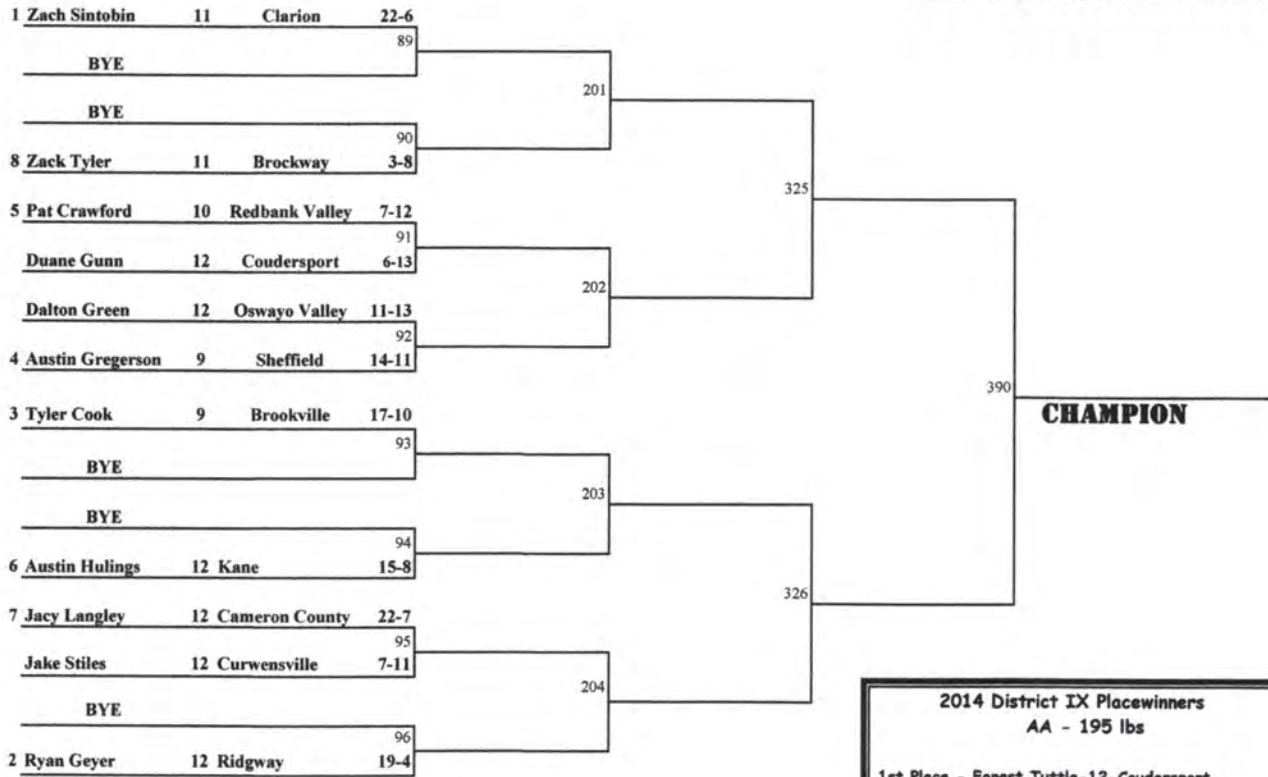 1 Zach Sintobin 11 Clarion 22-6
89
BYE
201
BYE
90
8 Zack Tyler 11 Brockway 3-8
325
5 Pat Crawford 10 Redbank Valley 7-12
91
Duane Gunn 12 Coudersport 6-13
202
Dalton Green 12 Oswayo Valley 11-13
92
4 Austin Gregerson 9 Sheffield 14-11
390
CHAMPION
3 Tyler Cook 9 Brookville 17-10
93
BYE
203
BYE
94
6 Austin Hulings 12 Kane 15-8
326
7 Jacy Langley 12 Cameron County 22-7
95
Jake Stiles 12 Curwensville 7-11
204
BYE
96
2 Ryan Geyer 12 Ridgway 19-4
2014 District IX Placewinners
AA - 195 lbs
1st Place - Tuttle-12, Coudersport